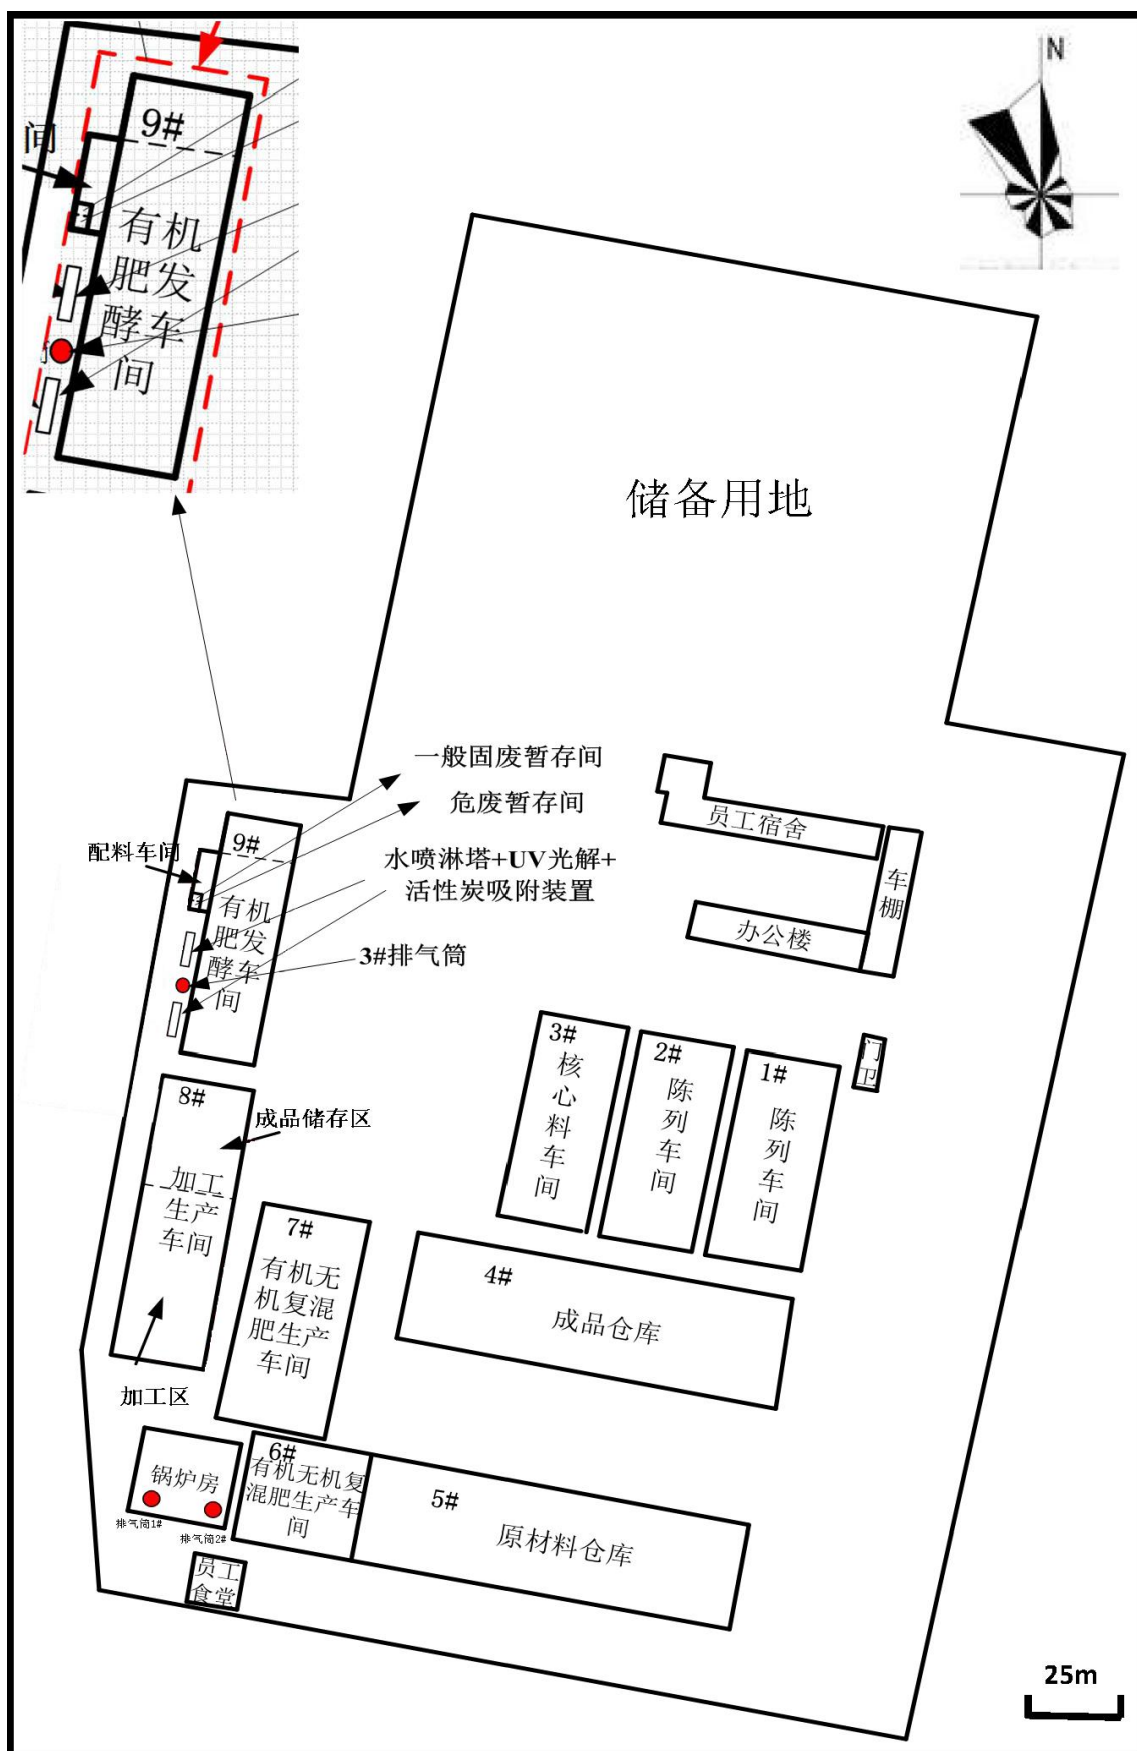 N
间
9#
有机
肥发
酵车
间
储备用地
一般固废暂存间
危废暂存间
水喷淋塔+UV光解+
活性炭吸附装置
3#排气筒
配料车间
9#
有机
肥发
酵车
间
员工宿舍
车棚
办公楼
门卫
3#
核心料车间
2#
陈列车间
1#
陈列车间
8#
成品储存区
加工
生产
车间
加工区
7#
有机无
机复混
肥生产
车间
4#
成品仓库
锅炉房
排气筒1#
排气筒2#
6#
有机无机复
混肥生产车
间
5#
原材料仓库
员工
食堂
25m